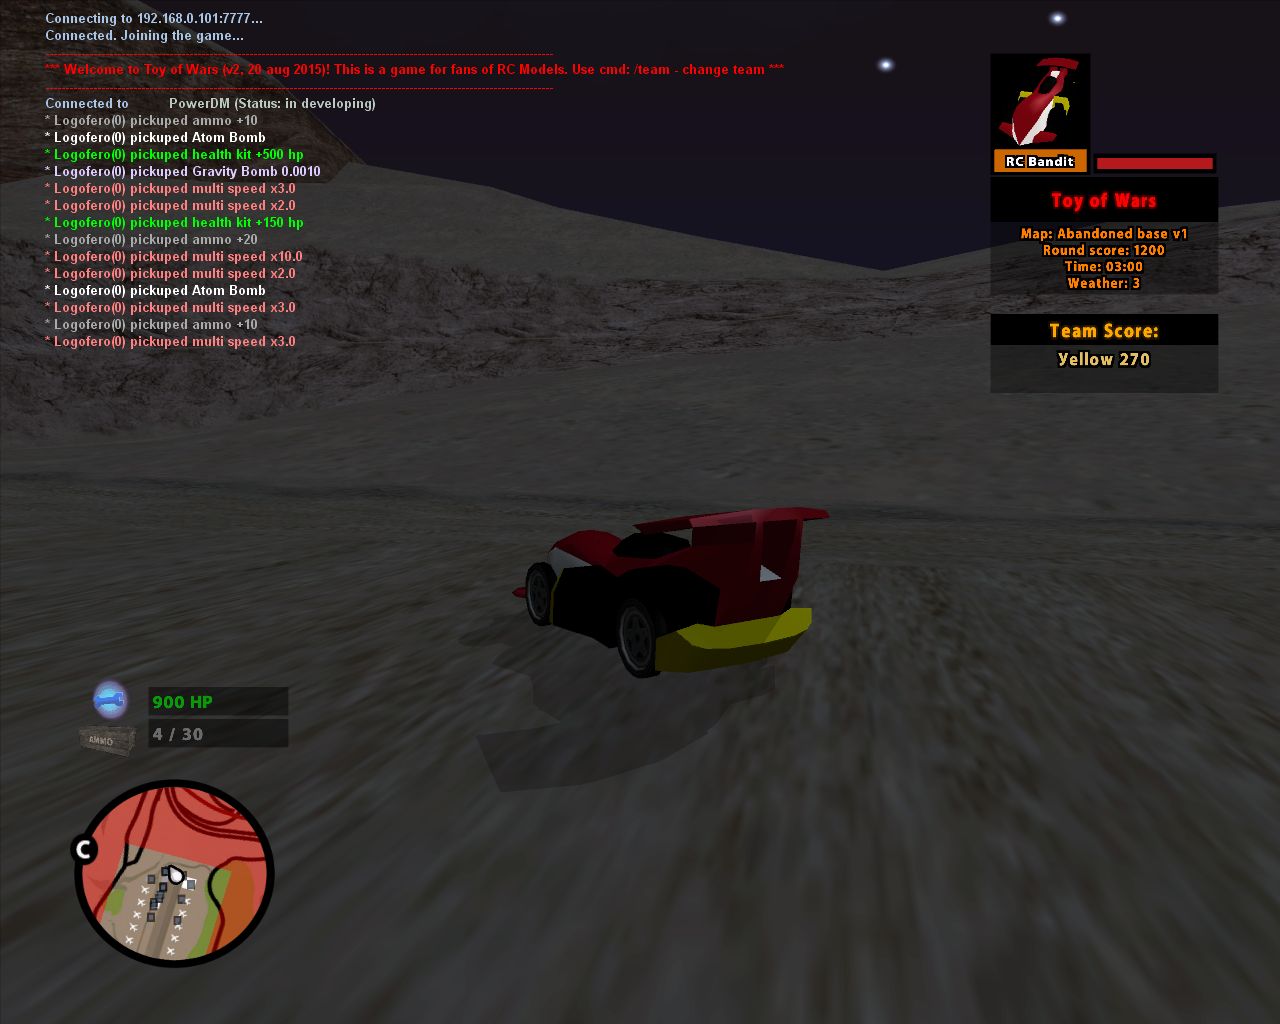 Connecting to 192.168.0.101:7777...
Connected. Joining the game...
*** Welcome to Toy of Wars (v2, 20 aug 2015)! This is a game for fans of RC Models. Use cmd: /team - change team ***
Connected to PowerDM (Status: in developing)
* Logofero(0) pickuped ammo +10
* Logofero(0) pickuped Atom Bomb
* Logofero(0) pickuped health kit +500 hp
* Logofero(0) pickuped Gravity Bomb 0.0010
* Logofero(0) pickuped multi speed x3.0
* Logofero(0) pickuped multi speed x2.0
* Logofero(0) pickuped health kit +150 hp
* Logofero(0) pickuped ammo +20
* Logofero(0) pickuped multi speed x10.0
* Logofero(0) pickuped multi speed x2.0
* Logofero(0) pickuped Atom Bomb
* Logofero(0) pickuped multi speed x3.0
* Logofero(0) pickuped ammo +10
* Logofero(0) pickuped multi speed x3.0
RC Bandit
Toy of Wars
Map: Abandoned base v1
Round score: 1200
Time: 03:00
Weather: 3
Team Score:
Yellow 270
900 HP
AMMO
4 / 30
C